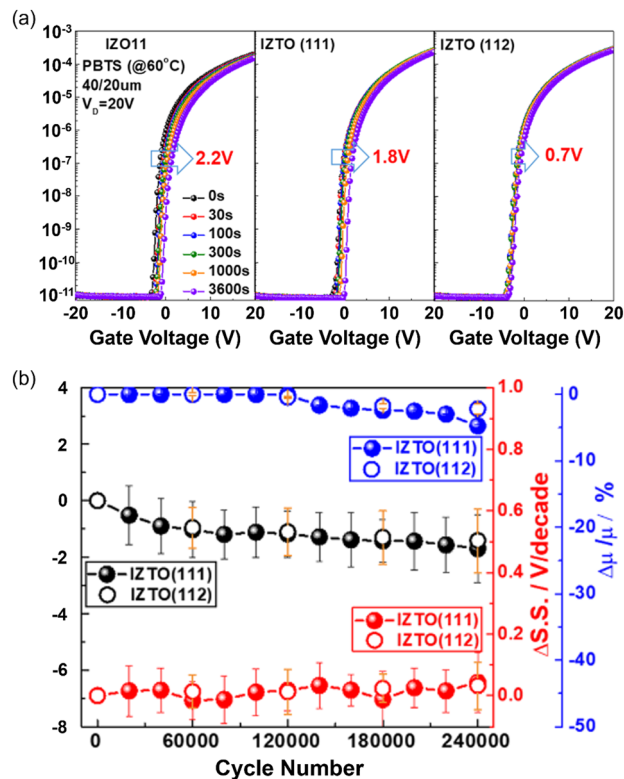 (a)
IZO11
PBTS (@60°C)
40/20um
V_D=20V
IZTO (111)
IZTO (112)
10^-3
10^-4
10^-5
10^-6
10^-7
10^-8
10^-9
10^-10
10^-11
2.2V
1.8V
0.7V
0s
30s
100s
300s
1000s
3600s
-20 -10 0 10 20 -10 0 10 20 -10 0 10 20
Gate Voltage (V) Gate Voltage (V) Gate Voltage (V)
(b)
4
2
0
-2
-4
-6
-8
IZTO(111)
IZTO(112)
IZTO(111)
IZTO(112)
IZTO(111)
IZTO(112)
1.0
0.8
0.6
0.4
0.2
0.0
ΔS.S. / V/decade
0
-5
-10
-15
-20
-25
-30
-35
-40
-45
-50
Δμ/μ / %
0 60000 120000 180000 240000
Cycle Number